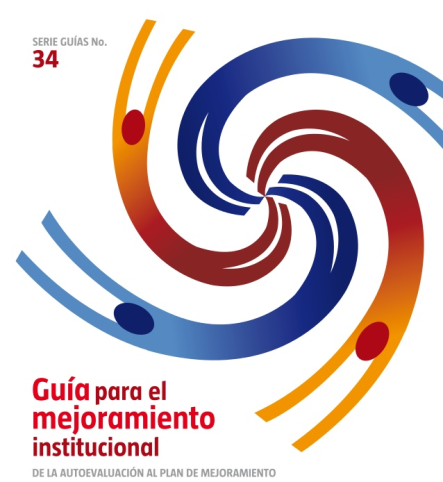 SERIE GUÍAS No.
34
Guía para el
mejoramiento
institucional
DE LA AUTOEVALUACIÓN AL PLAN DE MEJORAMIENTO